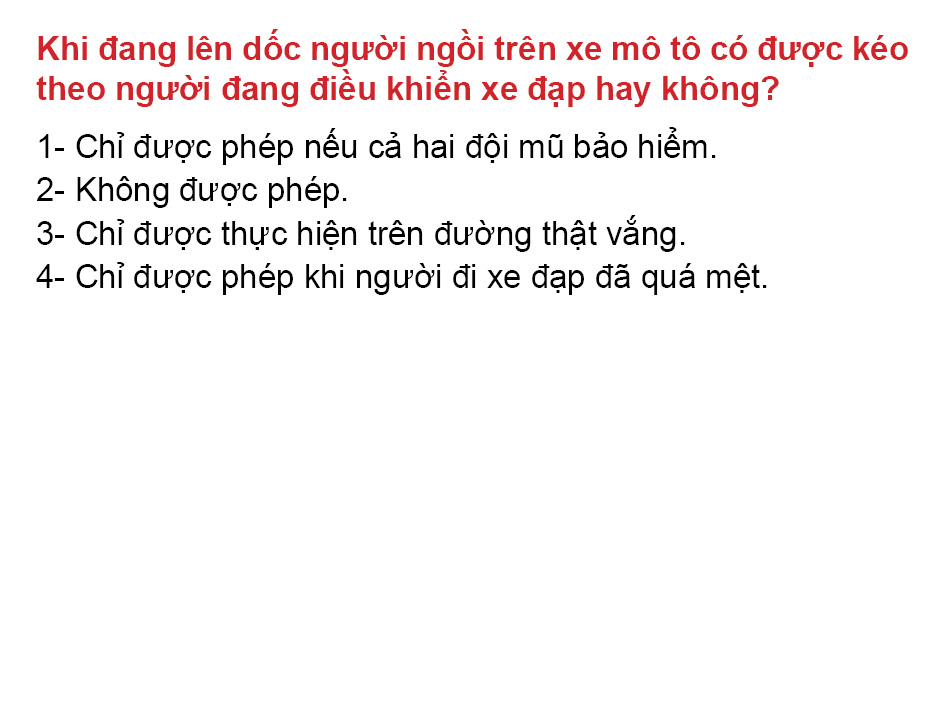 Khi đang lên dốc người ngồi trên xe mô tô có được kéo
theo người đang điều khiển xe đạp hay không?
1- Chỉ được phép nếu cả hai đội mũ bảo hiểm.
2- Không được phép.
3- Chỉ được thực hiện trên đường thật vắng.
4- Chỉ được phép khi người đi xe đạp đã quá mệt.